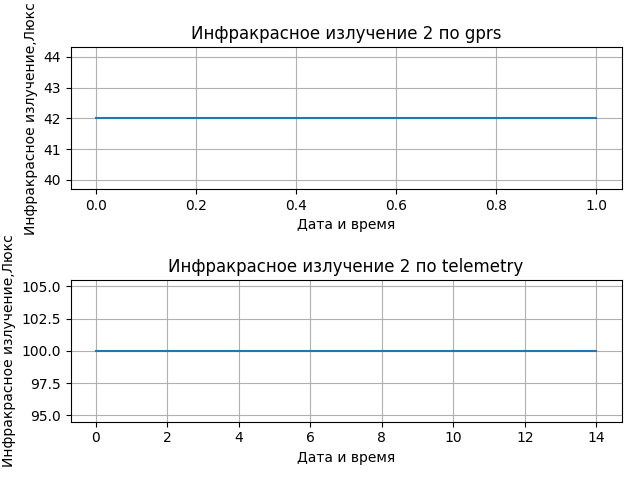 Инфракрасное излучение 2 по gprs
Инфракрасное излучение,Люкс
44
43
42
41
40
0.0 0.2 0.4 0.6 0.8 1.0
Дата и время
Инфракрасное излучение 2 по telemetry
Инфракрасное излучение,Люкс
105.0
102.5
100.0
97.5
95.0
0 2 4 6 8 10 12 14
Дата и время